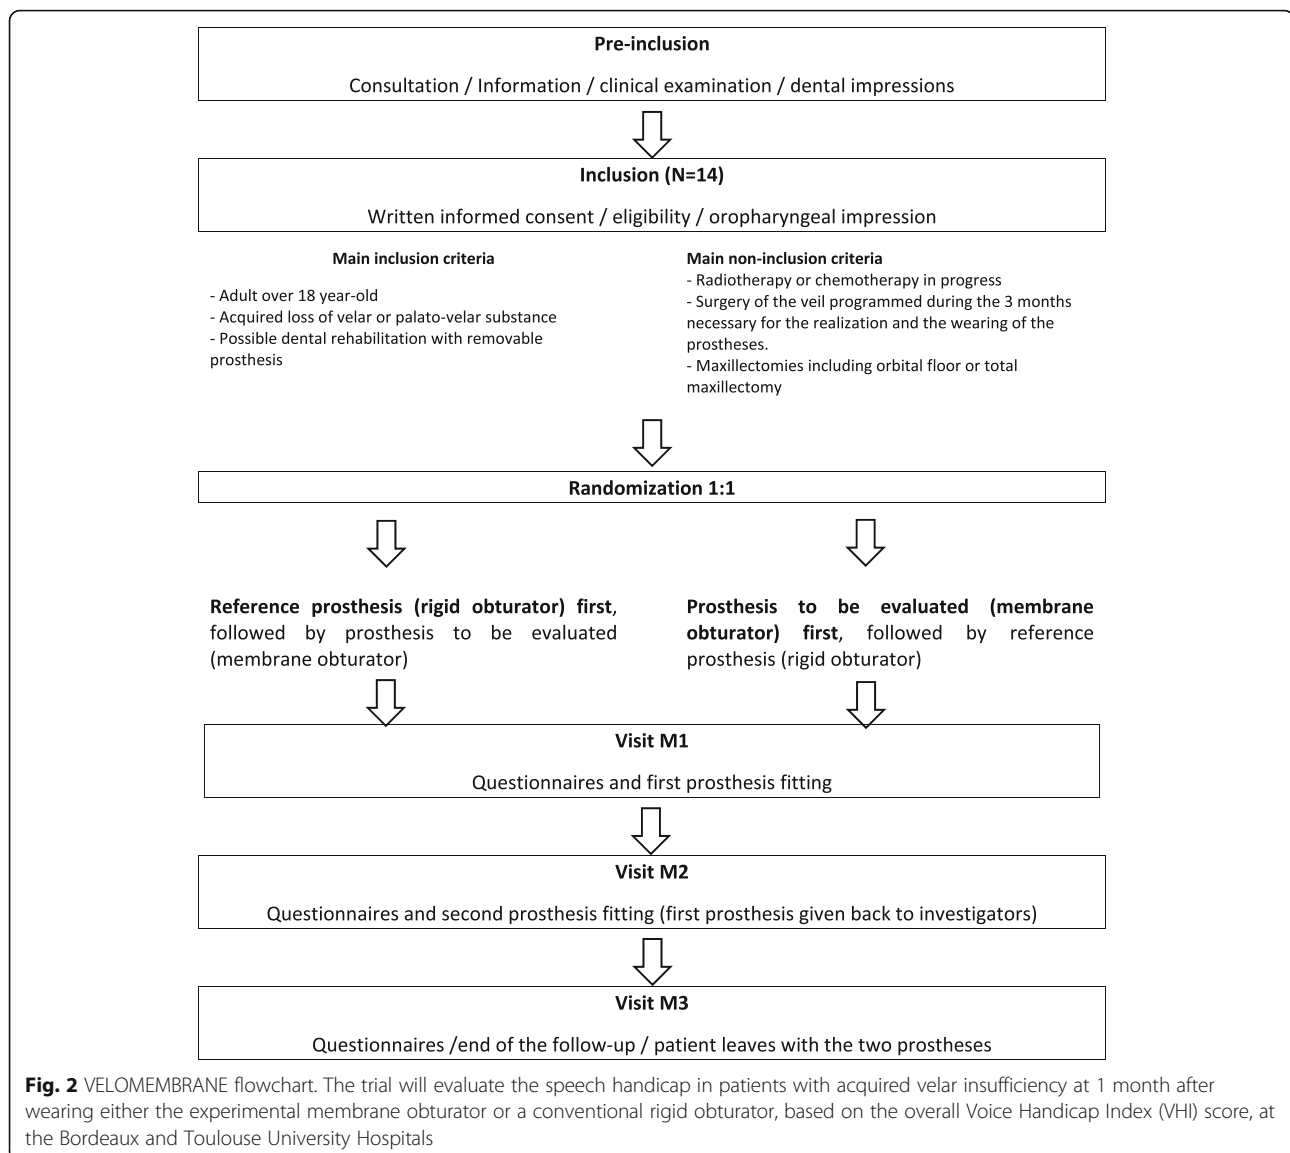 Pre-inclusion
Consultation / Information / clinical examination / dental impressions
Inclusion (N=14)
Written informed consent / eligibility / oropharyngeal impression
Main inclusion criteria
- Adult over 18 year-old
- Acquired loss of velar or palato-velar substance
- Possible dental rehabilitation with removable
prosthesis
Main non-inclusion criteria
- Radiotherapy or chemotherapy in progress
- Surgery of the veil programmed during the 3 months
necessary for the realization and the wearing of the
prostheses.
- Maxillectomies including orbital floor or total
maxillectomy
Randomization 1:1
Reference prosthesis (rigid obturator) first,
followed by prosthesis to be evaluated
(membrane obturator)
Prosthesis to be evaluated (membrane
obturator) first, followed by reference
prosthesis (rigid obturator)
Visit M1
Questionnaires and first prosthesis fitting
Visit M2
Questionnaires and second prosthesis fitting (first prosthesis given back to investigators)
Visit M3
Questionnaires /end of the follow-up / patient leaves with the two prostheses
Fig. 2 VELOMEMBRANE flowchart. The trial will evaluate the speech handicap in patients with acquired velar insufficiency at 1 month after
wearing either the experimental membrane obturator or a conventional rigid obturator, based on the overall Voice Handicap Index (VHI) score, at
the Bordeaux and Toulouse University Hospitals